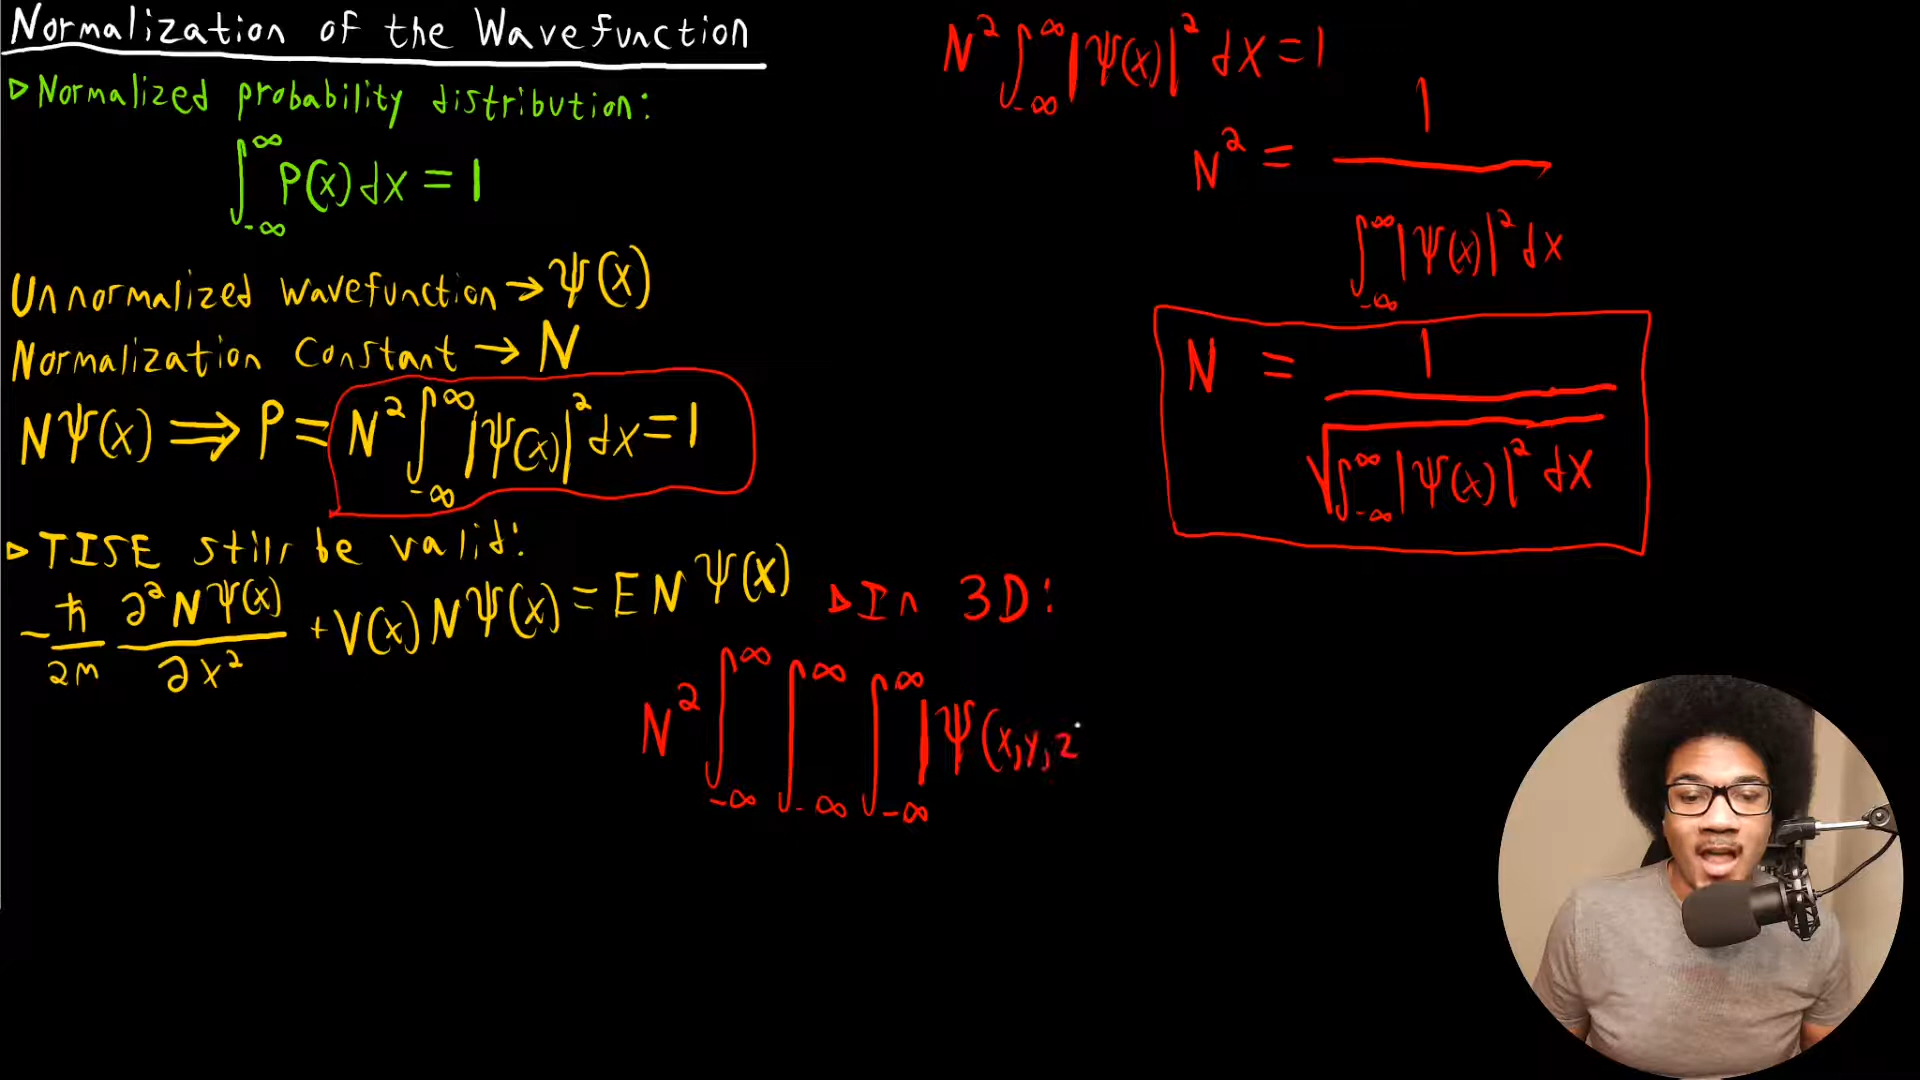 Normalization of the Wavefunction
▷ Normalized probability distribution:
∫_{-∞}^{∞} P(x) dx = 1
Unnormalized wavefunction → Ψ(x)
Normalization Constant → N
NΨ(x) ⟹ P = N² ∫_{-∞}^{∞} |Ψ(x)|² dx = 1
▷ TISE still be valid:
-ħ/2m ∂²NΨ(x)/∂x² + V(x)NΨ(x) = ENΨ(x)
N² ∫_{-∞}^{∞} |Ψ(x)|² dx = 1
N² = 1 / ∫_{-∞}^{∞} |Ψ(x)|² dx
N = 1 / √∫_{-∞}^{∞} |Ψ(x)|² dx
▷ In 3D:
N² ∫_{-∞}^{∞} ∫_{-∞}^{∞} ∫_{-∞}^{∞} |Ψ(x,y,z